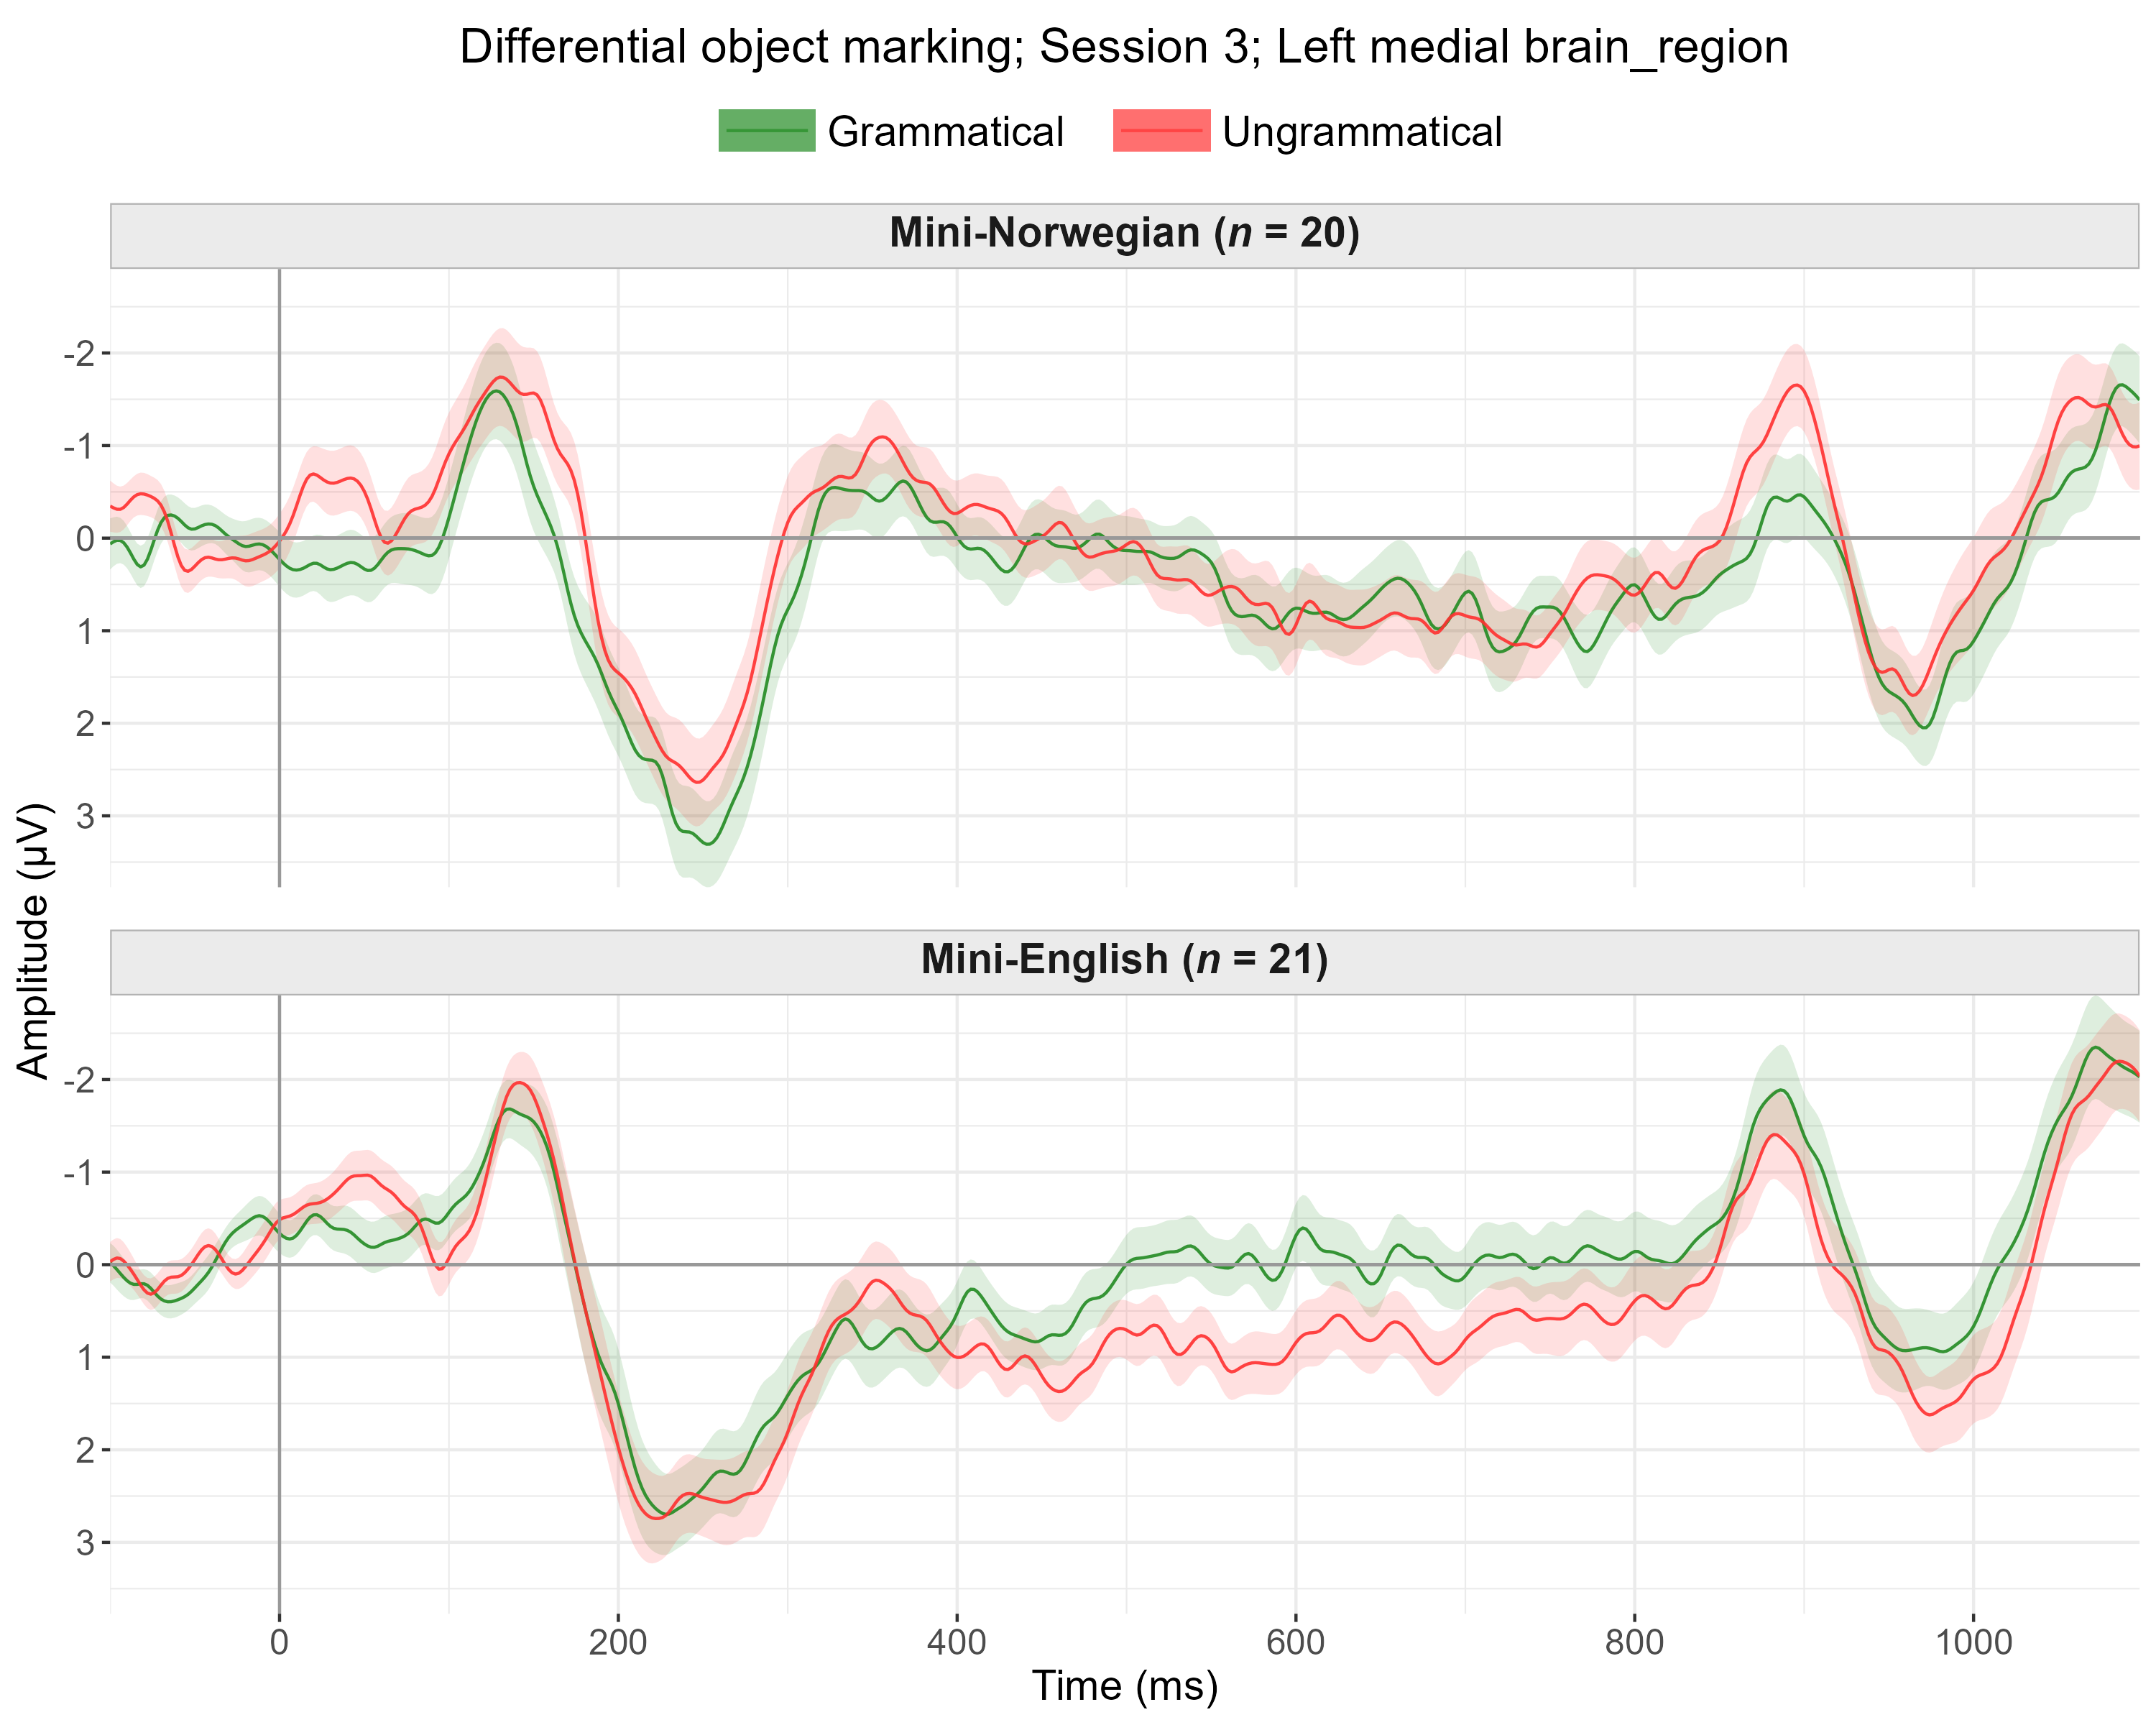 Differential object marking; Session 3; Left medial brain_region
Grammatical Ungrammatical
Mini-Norwegian (n = 20)
-2
-1
0
1
2
3
Amplitude (µV)
Mini-English (n = 21)
-2
-1
0
1
2
3
0 200 400 600 800 1000
Time (ms)